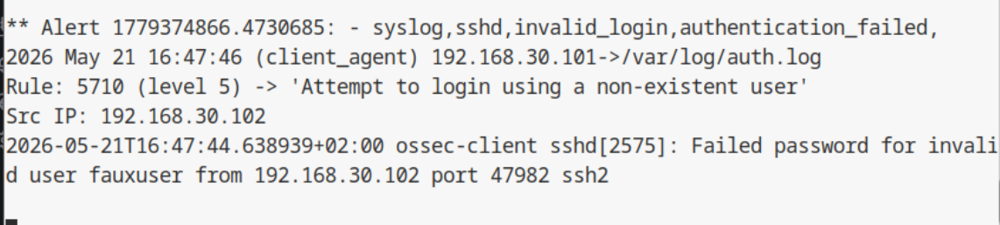 ** Alert 1779374866.4730685: - syslog,sshd,invalid_login,authentication_failed,
2026 May 21 16:47:46 (client_agent) 192.168.30.101->/var/log/auth.log
Rule: 5710 (level 5) -> 'Attempt to login using a non-existent user'
Src IP: 192.168.30.102
2026-05-21T16:47:44.638939+02:00 ossec-client sshd[2575]: Failed password for invali
d user fauxuser from 192.168.30.102 port 47982 ssh2